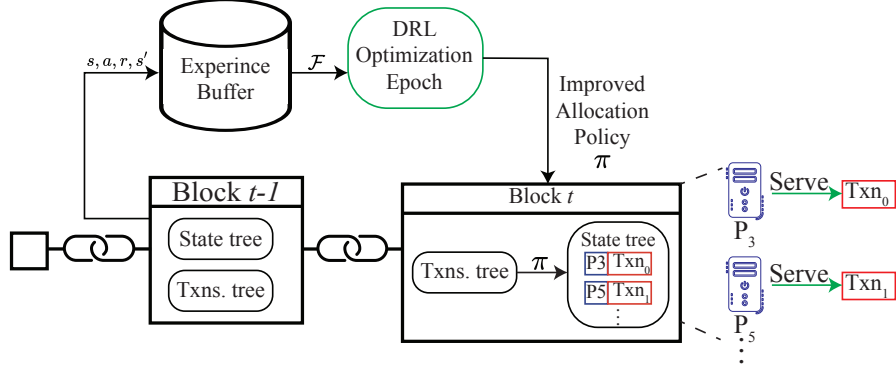 s, a, r, s′
Experince
Buffer
F
DRL
Optimization
Epoch
Improved
Allocation
Policy
π
Block t-1
State tree
Txns. tree
Block t
Txns. tree
π
State tree
P3 Txn0
P5 Txn1
⋮
P3
Serve
Txn0
P5
Serve
Txn1
⋮